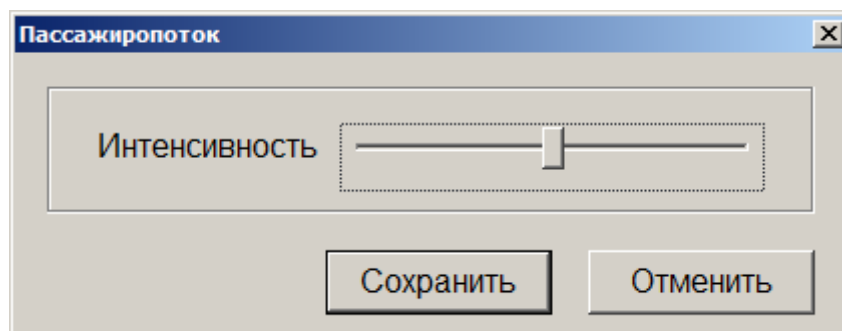 Пассажиропоток
Интенсивность
Сохранить Отменить